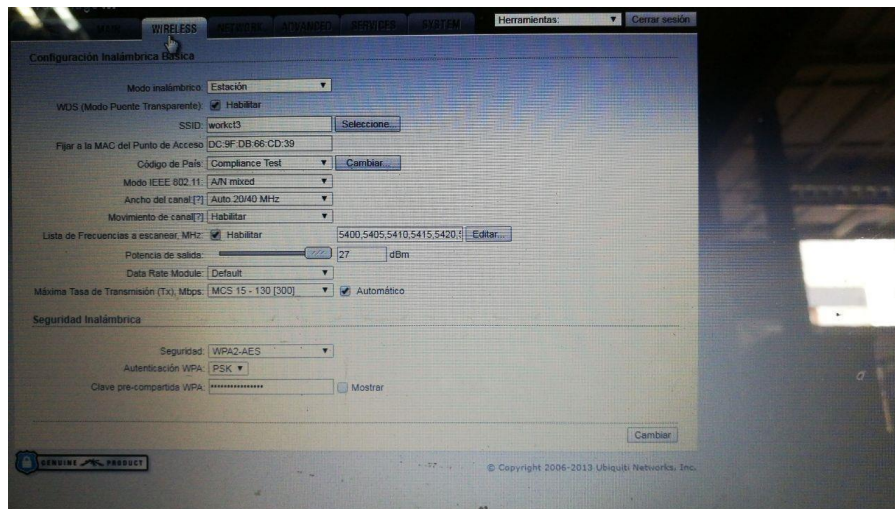 MAIN WIRELESS NETWORK ADVANCED SERVICES SYSTEM Herramientas: Cerrar sesión
Configuración Inalámbrica Básica
Modo inalámbrico: Estación
WDS (Modo Puente Transparente): Habilitar
SSID: workct3 Seleccione...
Fijar a la MAC del Punto de Acceso DC:9F:DB:66:CD:39
Código de País: Compliance Test Cambiar...
Modo IEEE 802.11: A/N mixed
Ancho del canal:[?] Auto 20/40 MHz
Movimiento de canal[?] Habilitar
Lista de Frecuencias a escanear, MHz: Habilitar 5400,5405,5410,5415,5420, Editar...
Potencia de salida: 27 dBm
Data Rate Module: Default
Máxima Tasa de Transmisión (Tx), Mbps: MCS 15 - 130 [300] Automático
Seguridad Inalámbrica
Seguridad: WPA2-AES
Autenticación WPA: PSK
Clave pre-compartida WPA: •••••••••••••••• Mostrar
Cambiar
GENUINE PRODUCT © Copyright 2006-2013 Ubiquiti Networks, Inc.